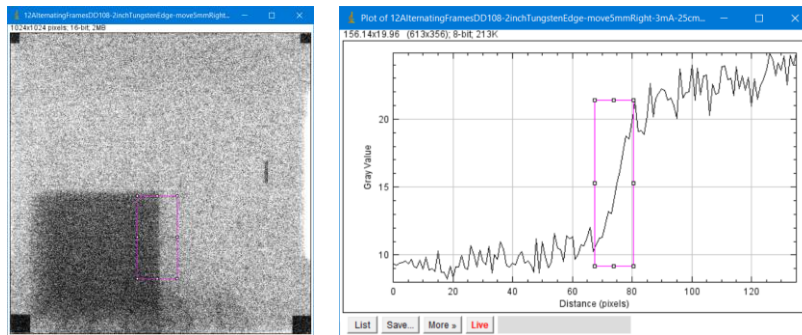 12AlternatingFramesDD108-2inchTungstenEdge-move5mmRight...
1024x1024 pixels; 16-bit; 2MB
Plot of 12AlternatingFramesDD108-2inchTungstenEdge-move5mmRight-3mA-25cm...
156.14x19.96 (613x356); 8-bit; 213K
20
15
10
Gray Value
0
20
40
60
80
100
120
Distance (pixels)
List
Save...
More »
Live